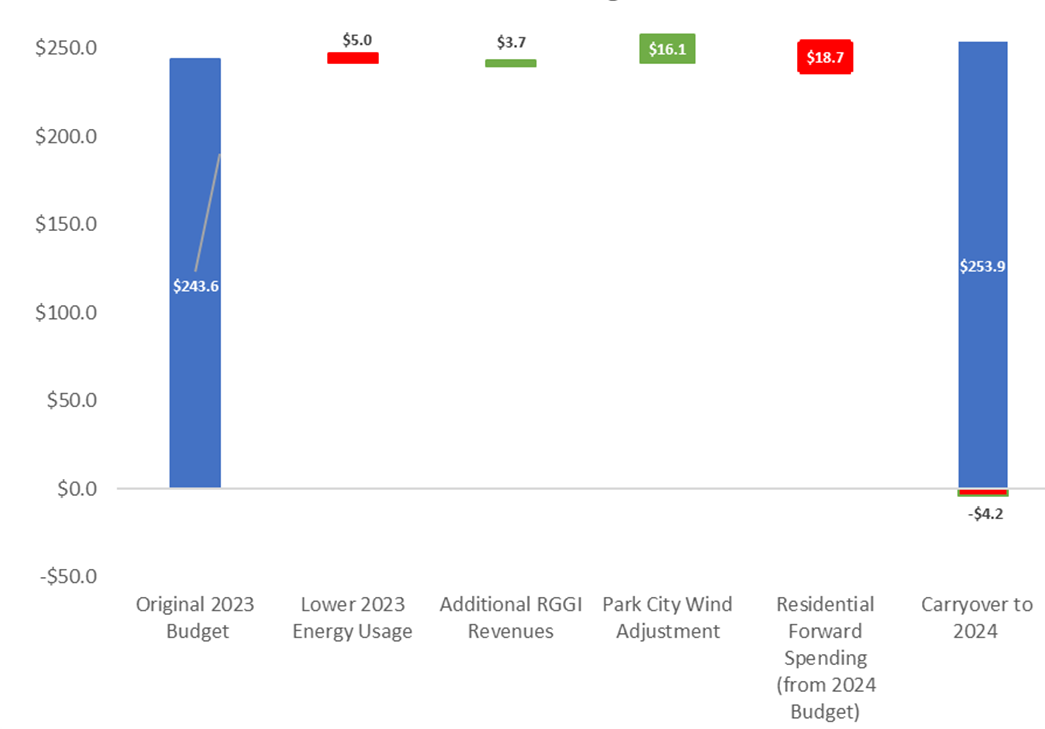 $250.0
$200.0
$150.0
$100.0
$50.0
$0.0
-$50.0
$243.6
$5.0
$3.7
$16.1
$18.7
$253.9
-$4.2
Original 2023
Budget
Lower 2023
Energy Usage
Additional RGGI
Revenues
Park City Wind
Adjustment
Residential
Forward
Spending
(from 2024
Budget)
Carryover to
2024